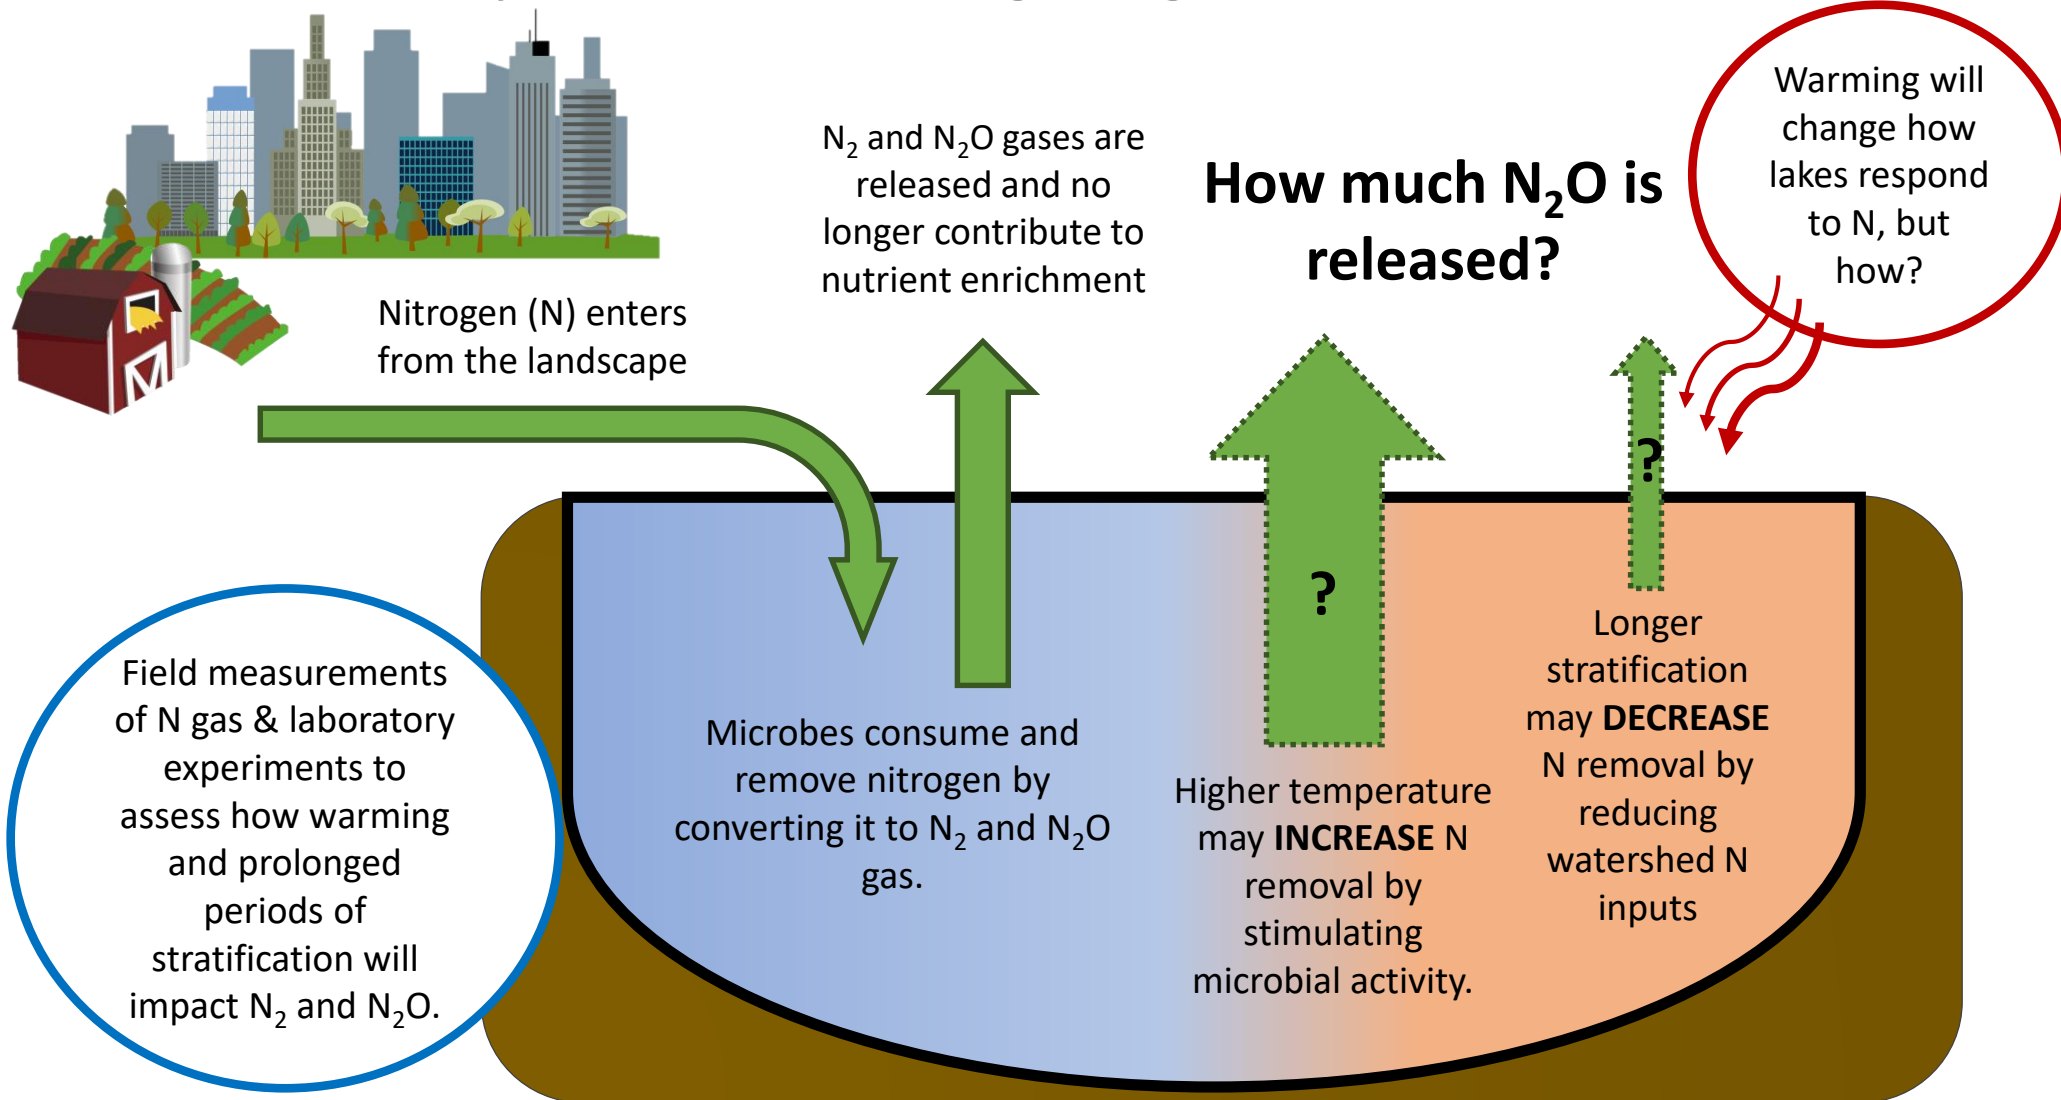 N₂ and N₂O gases are
released and no
longer contribute to
nutrient enrichment
How much N₂O is
released?
Warming will
change how
lakes respond
to N, but
how?
Nitrogen (N) enters
from the landscape
?
?
Field measurements
of N gas & laboratory
experiments to
assess how warming
and prolonged
periods of
stratification will
impact N₂ and N₂O.
Microbes consume and
remove nitrogen by
converting it to N₂ and N₂O
gas.
Higher temperature
may INCREASE N
removal by
stimulating
microbial activity.
Longer
stratification
may DECREASE
N removal by
reducing
watershed N
inputs